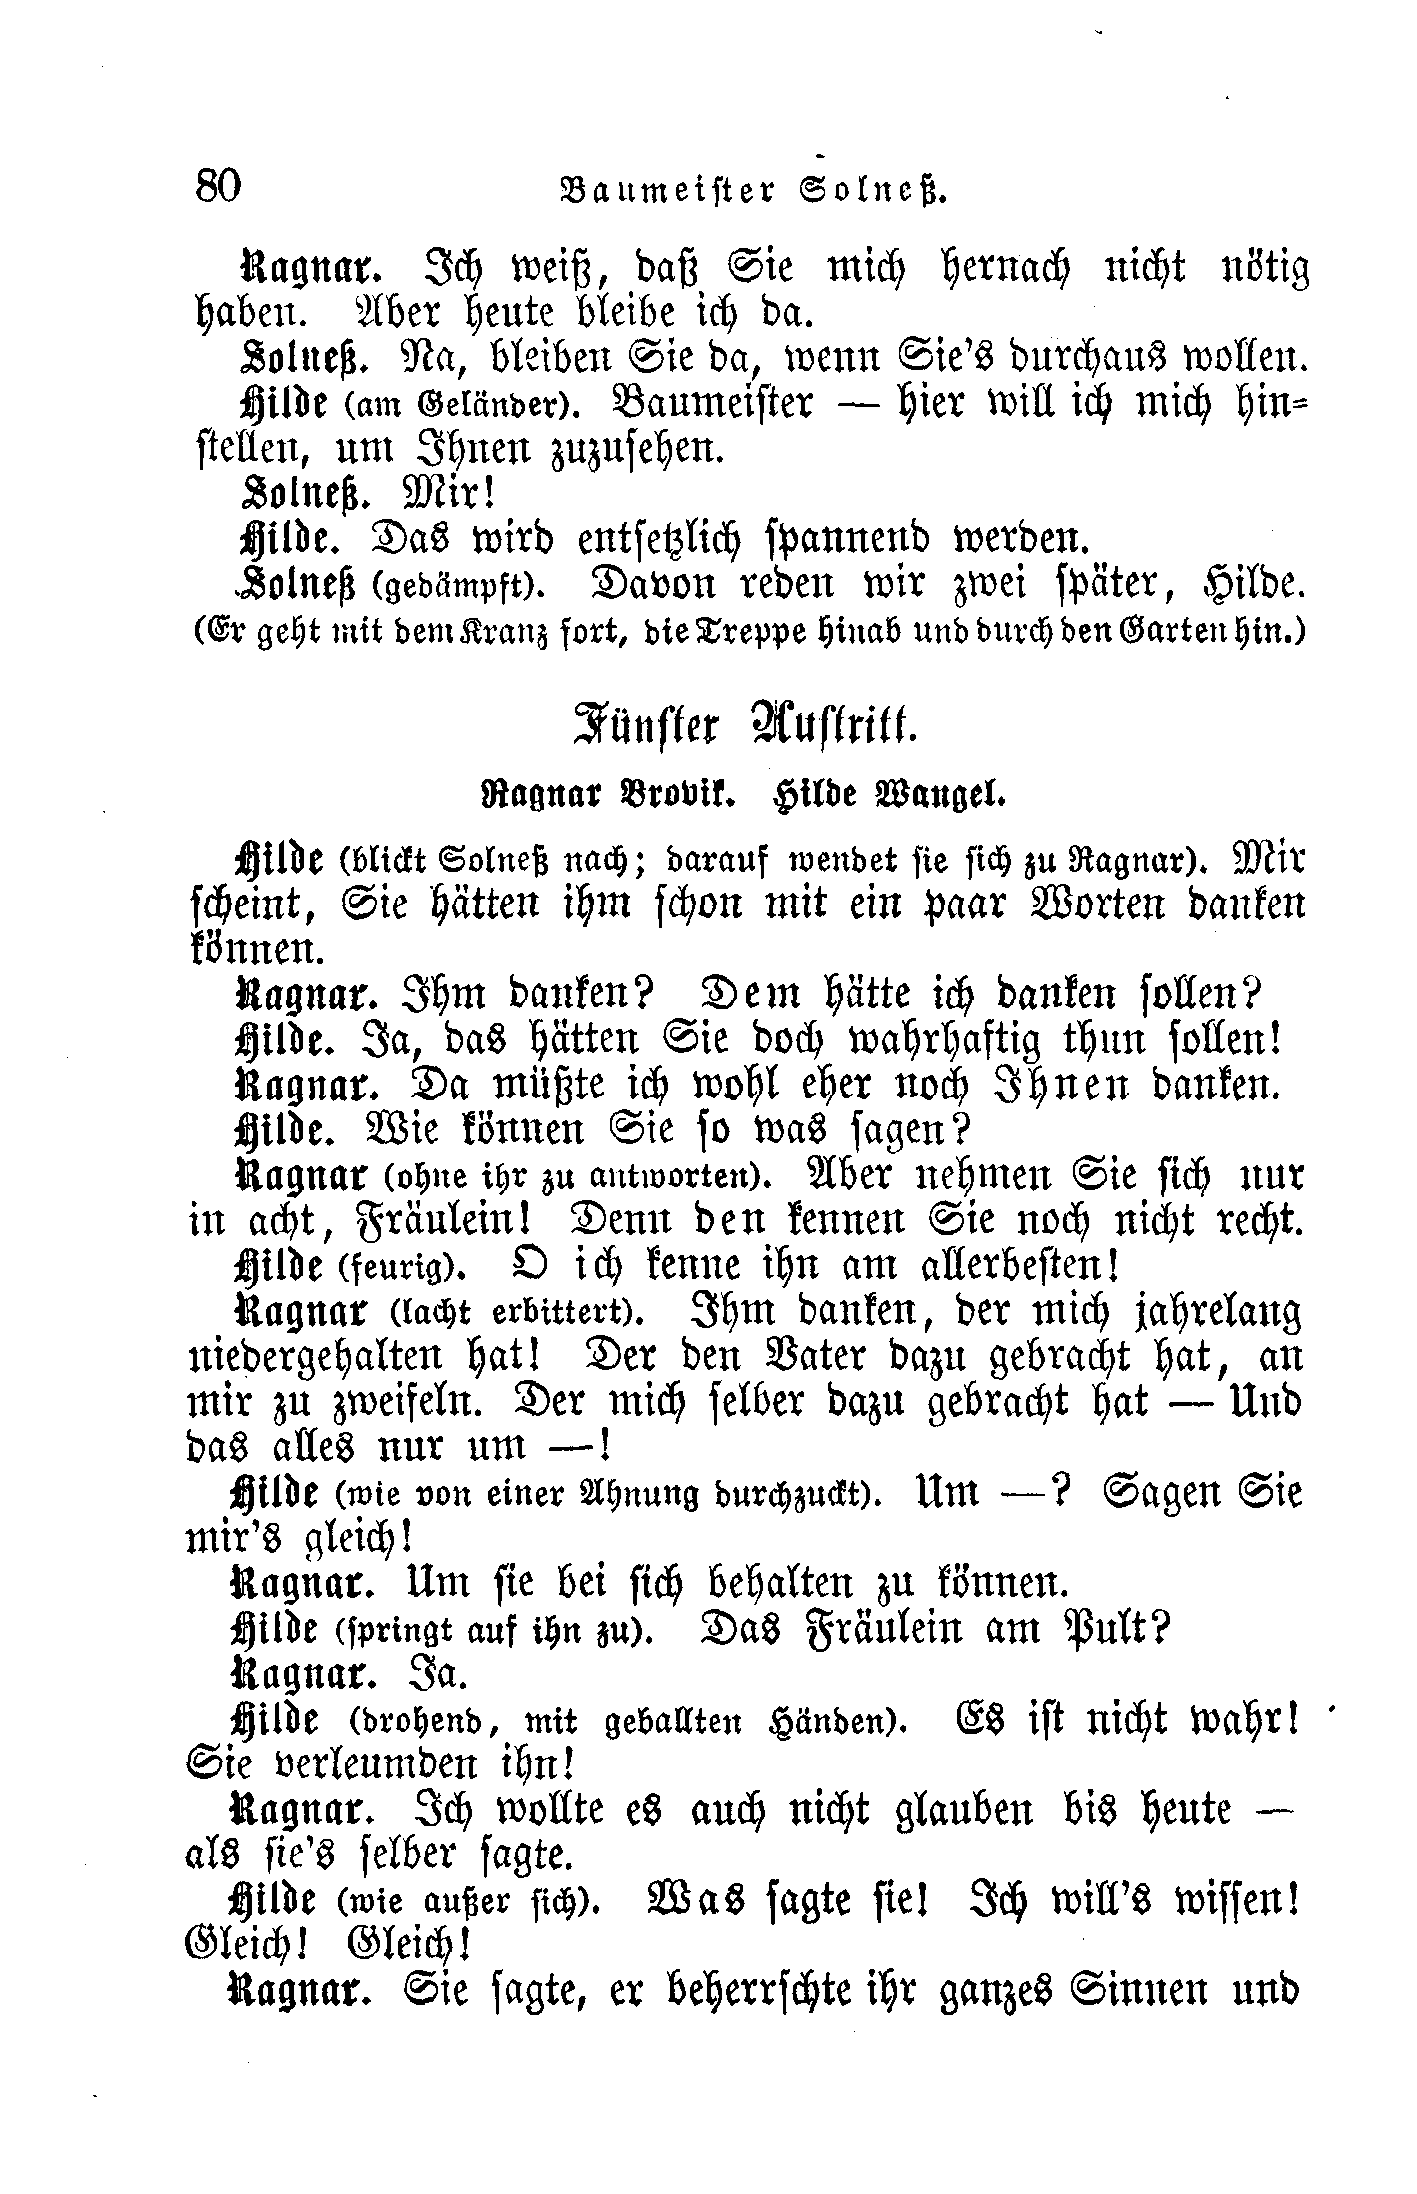 80 Baumeister Solneß.
Ragnar. Ich weiß, daß Sie mich hernach nicht nötig
haben. Aber heute bleibe ich da.
Solneß. Na, bleiben Sie da, wenn Sie's durchaus wollen.
Hilde (am Geländer). Baumeister — hier will ich mich hin-
stellen, um Ihnen zuzusehen.
Solneß. Mir!
Hilde. Das wird entsetzlich spannend werden.
Solneß (gedämpft). Davon reden wir zwei später, Hilde.
(Er geht mit dem Kranz fort, die Treppe hinab und durch den Garten hin.)
Fünfter Auftritt.
Ragnar Brovik. Hilde Wangel.
Hilde (blickt Solneß nach; darauf wendet sie sich zu Ragnar). Mir
scheint, Sie hätten ihm schon mit ein paar Worten danken
können.
Ragnar. Ihm danken? Dem hätte ich danken sollen?
Hilde. Ja, das hätten Sie doch wahrhaftig thun sollen!
Ragnar. Da müßte ich wohl eher noch Ihnen danken.
Hilde. Wie können Sie so was sagen?
Ragnar (ohne ihr zu antworten). Aber nehmen Sie sich nur
in acht, Fräulein! Denn den kennen Sie noch nicht recht.
Hilde (feurig). O ich kenne ihn am allerbesten!
Ragnar (lacht erbittert). Ihm danken, der mich jahrelang
niedergehalten hat! Der den Vater dazu gebracht hat, an
mir zu zweifeln. Der mich selber dazu gebracht hat — Und
das alles nur um —!
Hilde (wie von einer Ahnung durchzuckt). Um —? Sagen Sie
mir's gleich!
Ragnar. Um sie bei sich behalten zu können.
Hilde (springt auf ihn zu). Das Fräulein am Pult?
Ragnar. Ja.
Hilde (drohend, mit geballten Händen). Es ist nicht wahr!
Sie verleumden ihn!
Ragnar. Ich wollte es auch nicht glauben bis heute —
als sie's selber sagte.
Hilde (wie außer sich). Was sagte sie! Ich will's wissen!
Gleich! Gleich!
Ragnar. Sie sagte, er beherrschte ihr ganzes Sinnen und